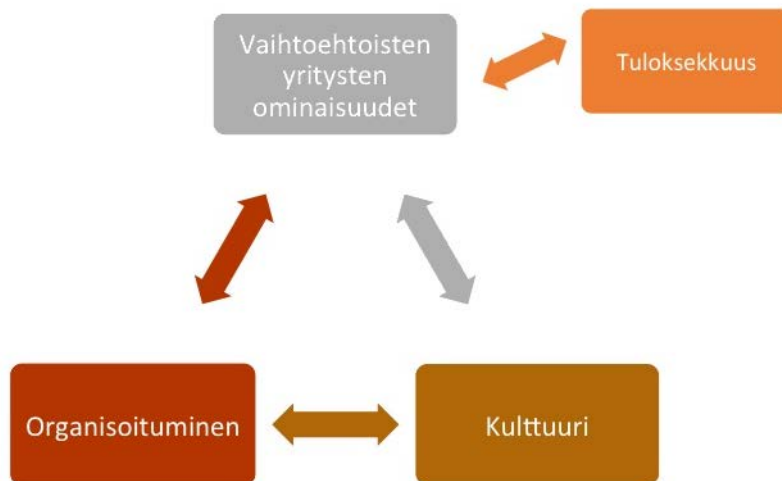 Vaihtoehtoisten
yritysten
ominaisuudet
Tuloksekkuus
Organisoituminen
Kulttuuri